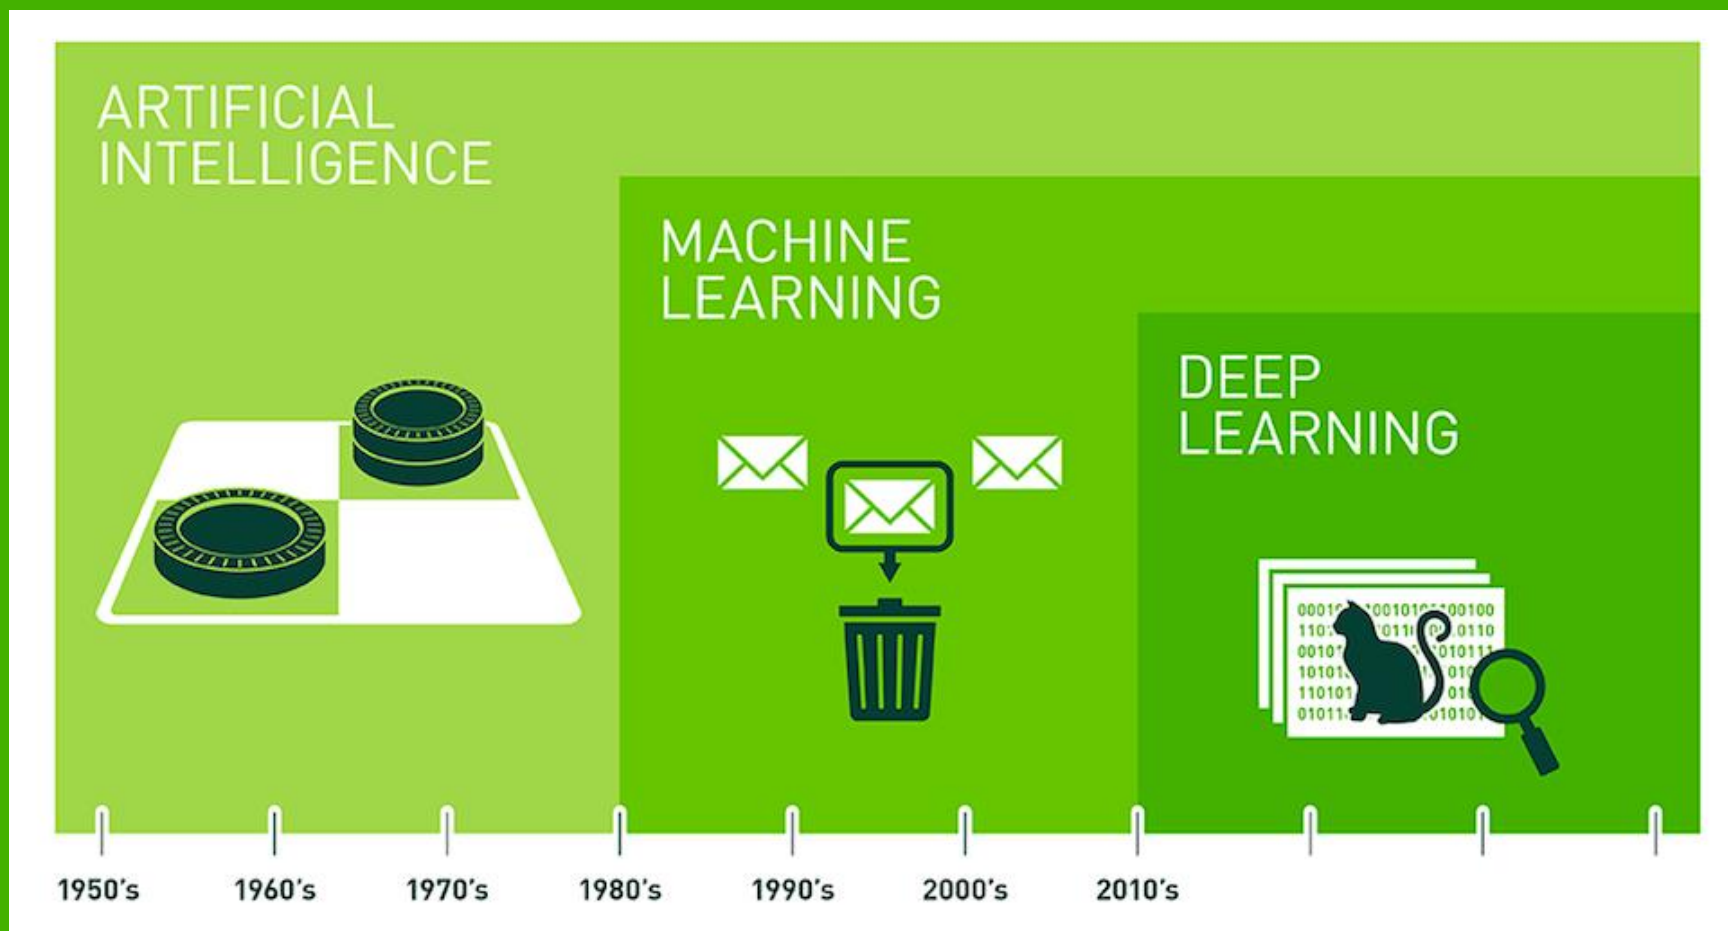 ARTIFICIAL
INTELLIGENCE
MACHINE
LEARNING
DEEP
LEARNING
1950's
1960's
1970's
1980's
1990's
2000's
2010's